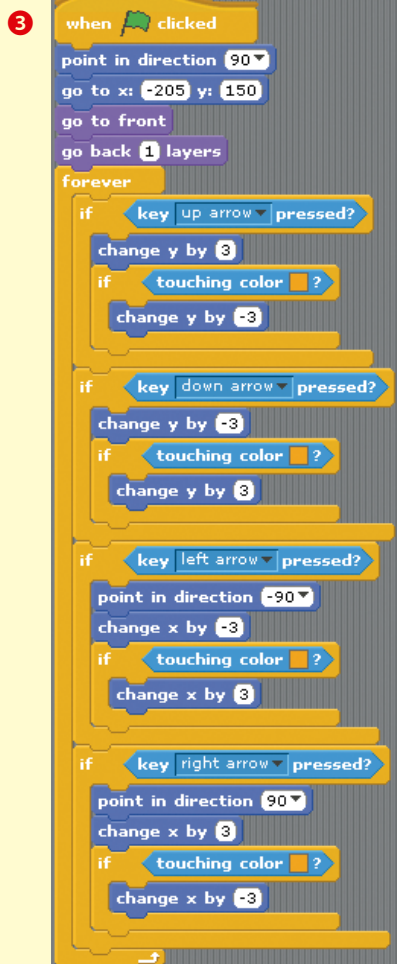 3
when clicked
point in direction 90
go to x: -205 y: 150
go to front
go back 1 layers
forever
if key up arrow pressed?
change y by 3
if touching color ?
change y by -3
if key down arrow pressed?
change y by -3
if touching color ?
change y by 3
if key left arrow pressed?
point in direction -90
change x by -3
if touching color ?
change x by 3
if key right arrow pressed?
point in direction 90
change x by 3
if touching color ?
change x by -3